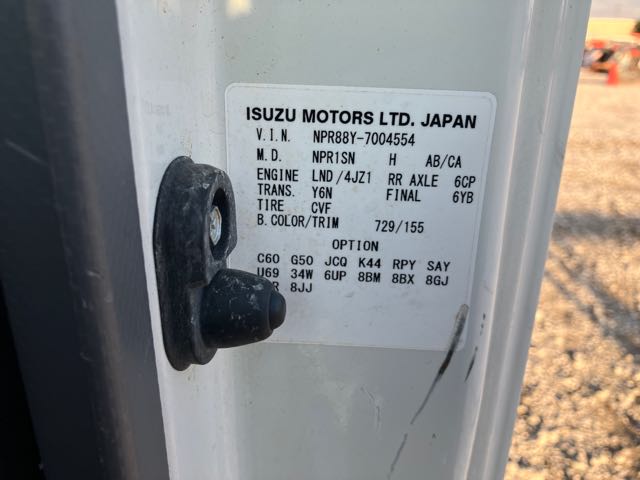 ISUZU MOTORS LTD. JAPAN
V.I.N. NPR88Y-7004554
M.D. NPR1SN H AB/CA
ENGINE LND/4JZ1 RR AXLE 6CP
TRANS. Y6N FINAL 6YB
TIRE CVF
B.COLOR/TRIM 729/155
OPTION
C60 G50 JCQ K44 RPY SAY
U69 34W 6UP 8BM 8BX 8GJ
8JJ